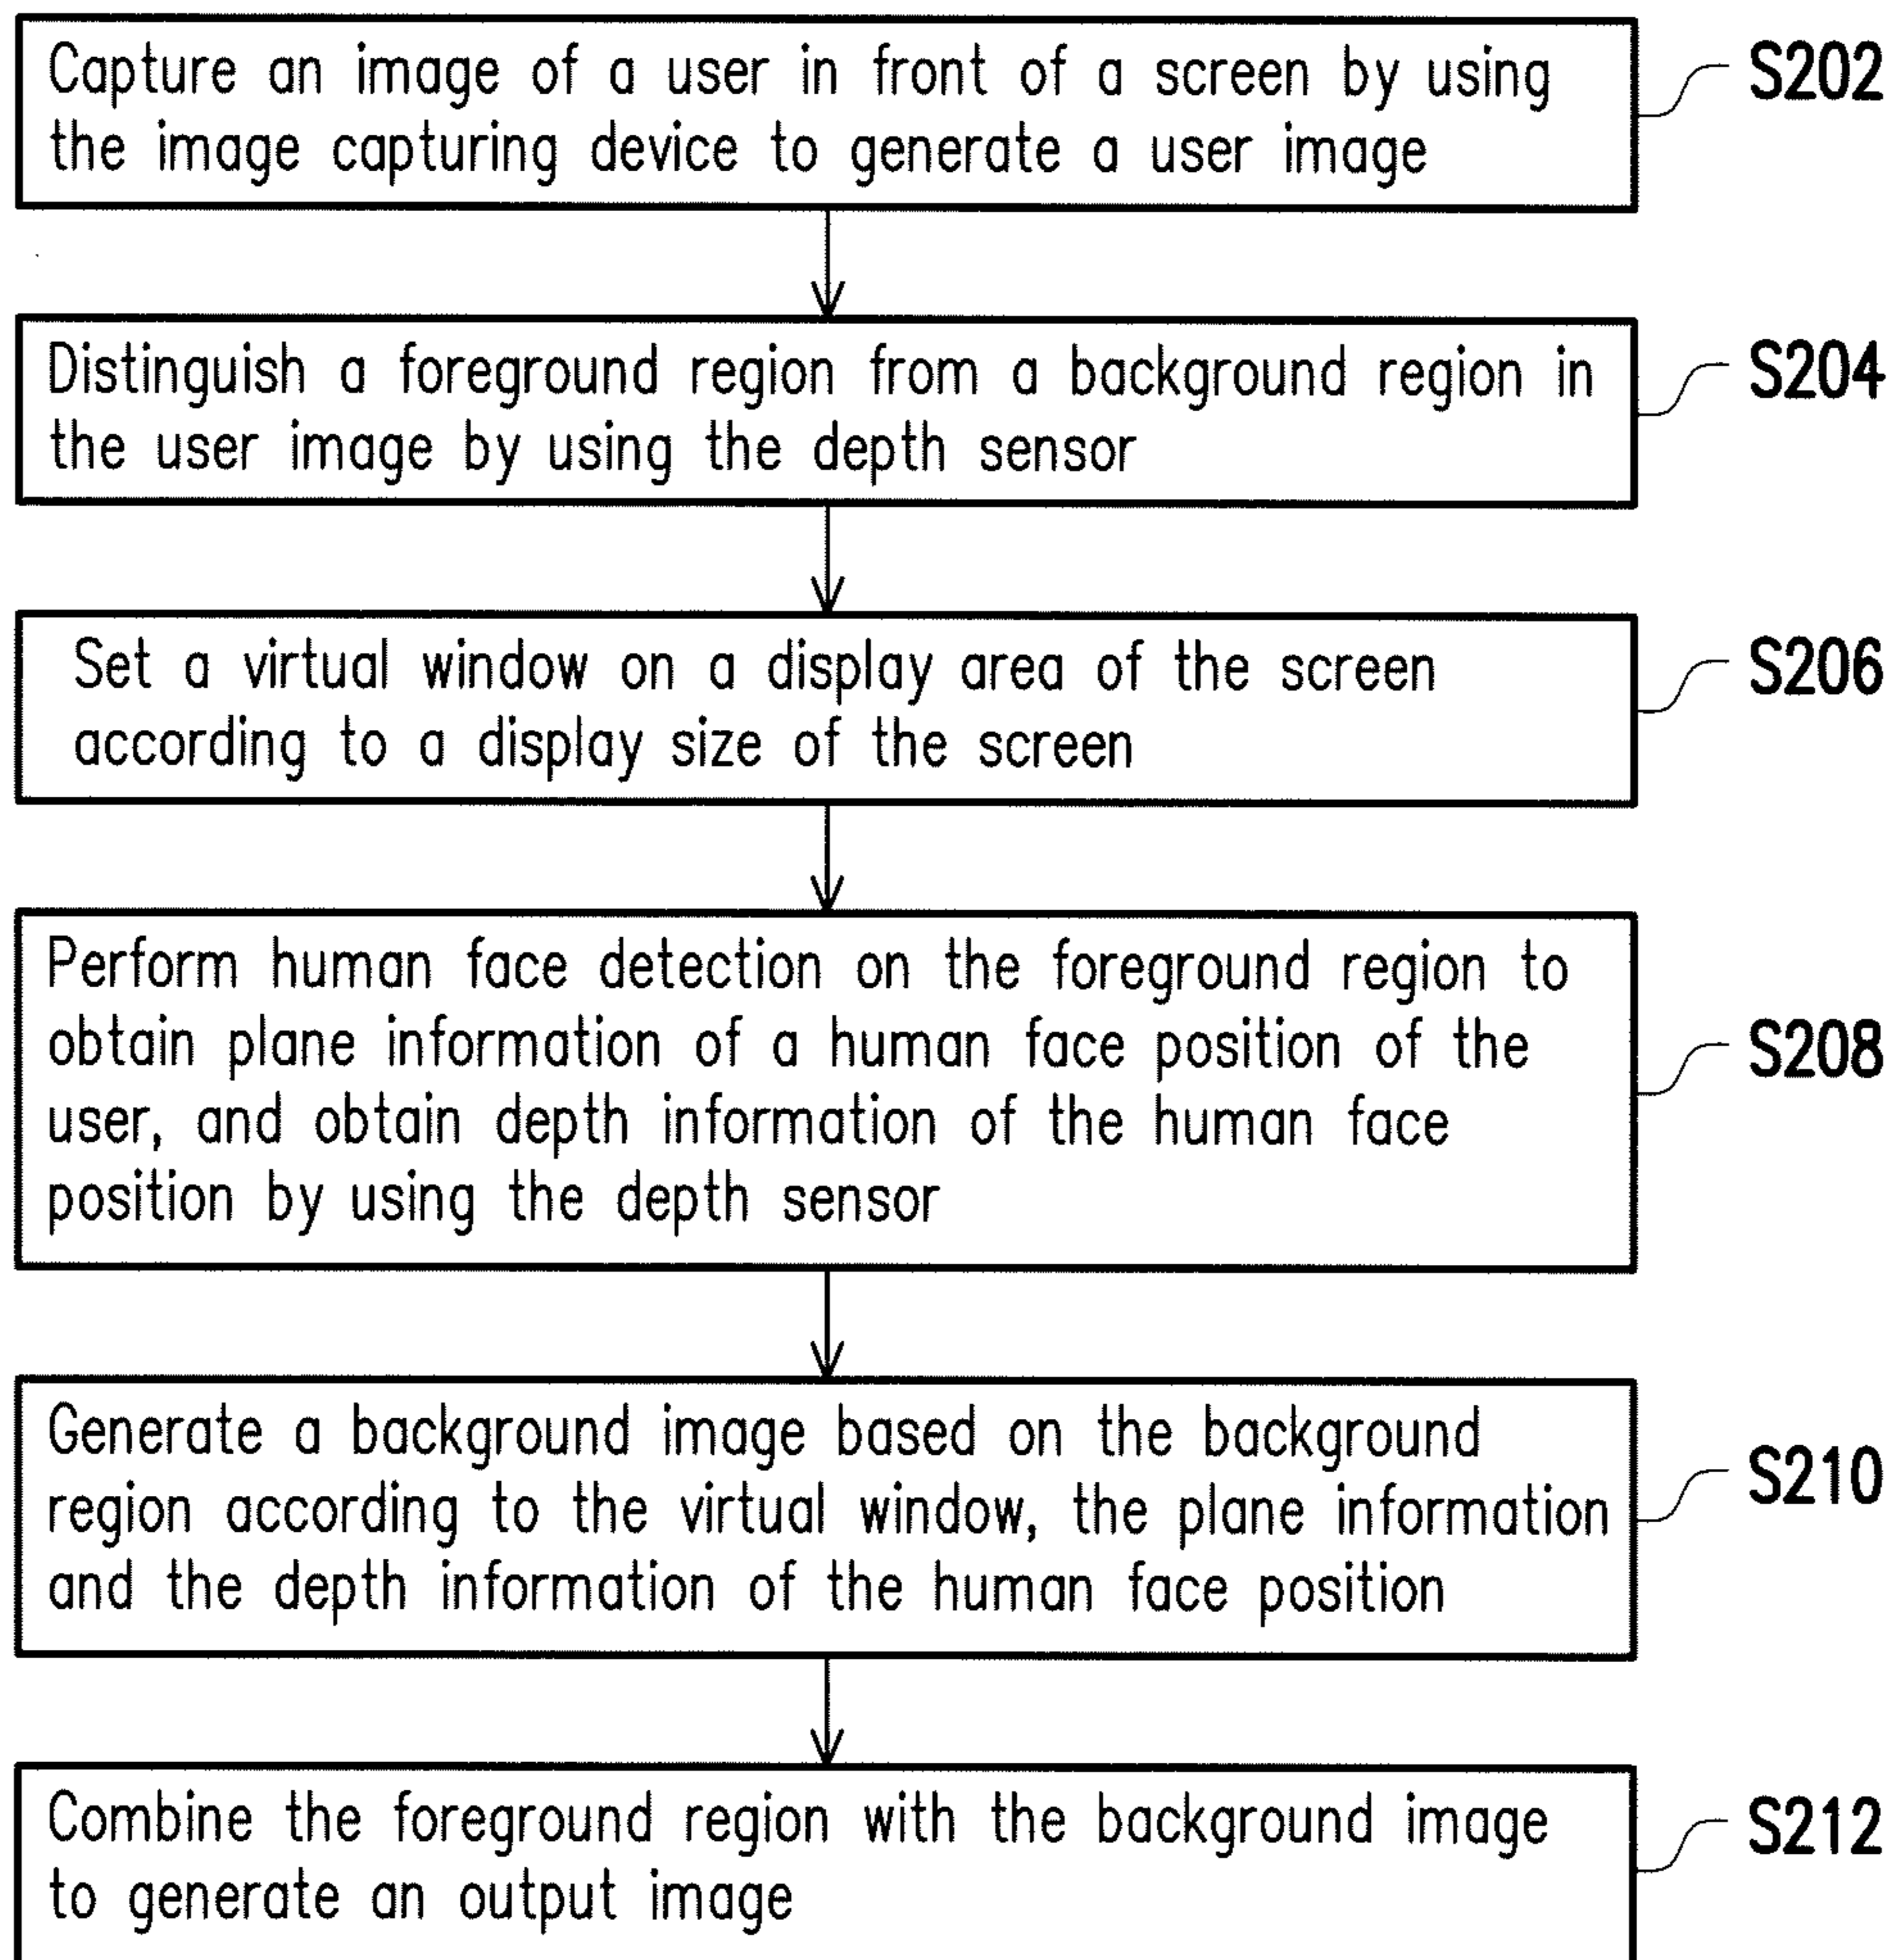 Capture an image of a user in front of a screen by using
the image capturing device to generate a user image
S202
Distinguish a foreground region from a background region in
the user image by using the depth sensor
S204
Set a virtual window on a display area of the screen
according to a display size of the screen
S206
Perform human face detection on the foreground region to
obtain plane information of a human face position of the
user, and obtain depth information of the human face
position by using the depth sensor
S208
Generate a background image based on the background
region according to the virtual window, the plane information
and the depth information of the human face position
S210
Combine the foreground region with the background image
to generate an output image
S212